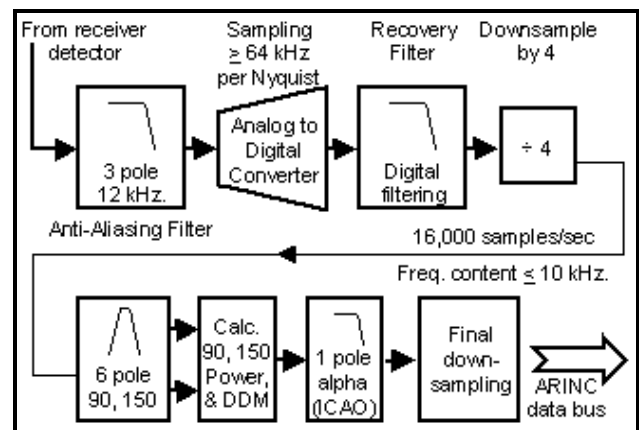 From receiver
detector
Sampling
≥ 64 kHz
per Nyquist
Recovery
Filter
Downsample
by 4
3 pole
12 kHz.
Analog to
Digital
Converter
Digital
filtering
÷ 4
Anti-Aliasing Filter
16,000 samples/sec
Freq. content ≤ 10 kHz.
6 pole
90, 150
Calc.
90, 150
Power,
& DDM
1 pole
alpha
(ICAO)
Final
down-
sampling
ARINC
data bus